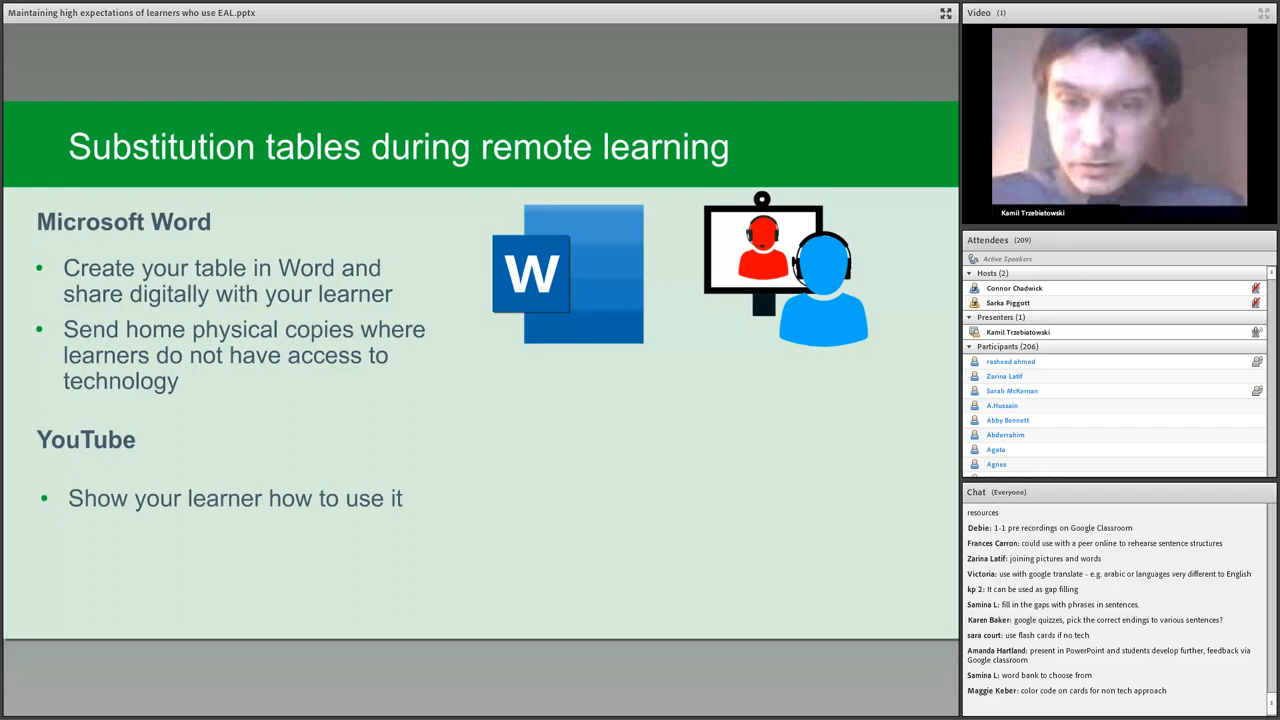 Maintaining high expectations of learners who use EAL.pptx
Substitution tables during remote learning
Microsoft Word
• Create your table in Word and
share digitally with your learner
• Send home physical copies where
learners do not have access to
technology
W
YouTube
• Show your learner how to use it
Video (1)
Kamil Trzebiatowski
Attendees (209)
Active Speakers
Hosts (2)
Connor Chadwick
Sarka Piggott
Presenters (1)
Kamil Trzebiatowski
Participants (206)
rasheed ahmed
Zarina Latif
Sarah McKernan
A.Hussain
Abby Bennett
Abderrahim
Agata
Agnes
Chat (Everyone)
resources
Debie: 1-1 pre recordings on Google Classroom
Frances Carron: could use with a peer online to rehearse sentence structures
Zarina Latif: joining pictures and words
Victoria: use with google translate - e.g. arabic or languages very different to English
kp 2: It can be used as gap filling
Samina L: fill in the gaps with phrases in sentences.
Karen Baker: google quizzes, pick the correct endings to various sentences?
sara court: use flash cards if no tech
Amanda Hartland: present in PowerPoint and students develop further, feedback via
Google classroom
Samina L: word bank to choose from
Maggie Keber: color code on cards for non tech approach